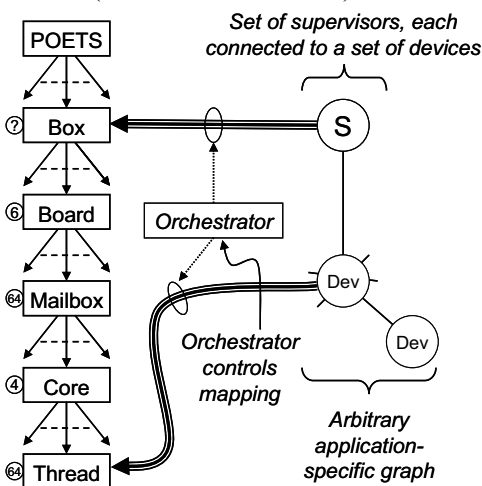 Set of supervisors, each
connected to a set of devices
POETS
? Box
S
6 Board
Orchestrator
64 Mailbox
Dev
Orchestrator
controls
mapping
Dev
4 Core
Arbitrary
application-
specific graph
64 Thread